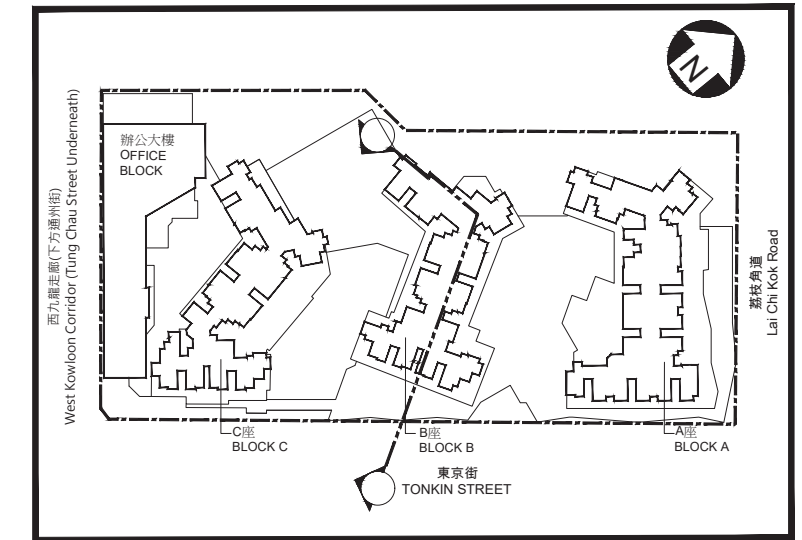 N
辦公大樓
OFFICE
BLOCK
西九龍走廊(下方通州街)
West Kowloon Corridor (Tung Chau Street Underneath)
荔枝角道
Lai Chi Kok Road
C座
BLOCK C
B座
BLOCK B
A座
BLOCK A
東京街
TONKIN STREET